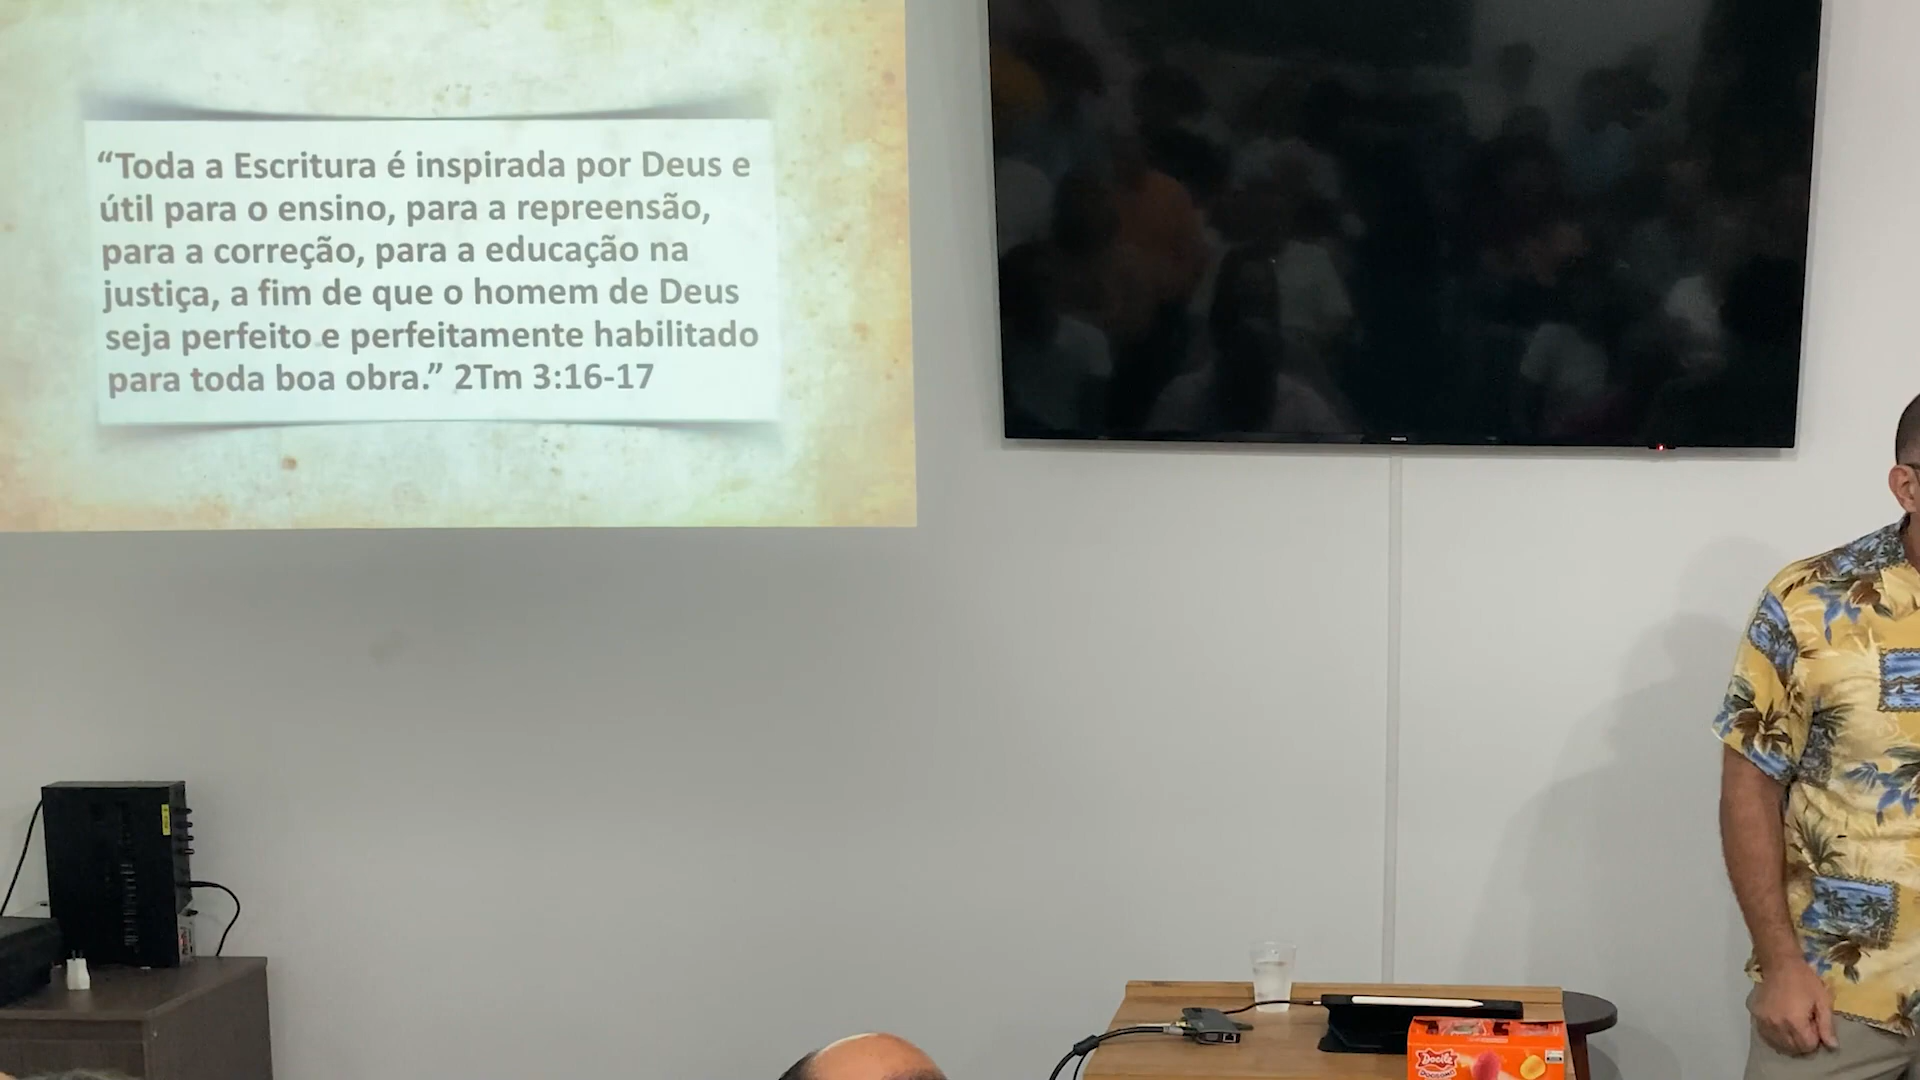 “Toda a Escritura é inspirada por Deus e
útil para o ensino, para a repreensão,
para a correção, para a educação na
justiça, a fim de que o homem de Deus
seja perfeito e perfeitamente habilitado
para toda boa obra.” 2Tm 3:16-17
Docile